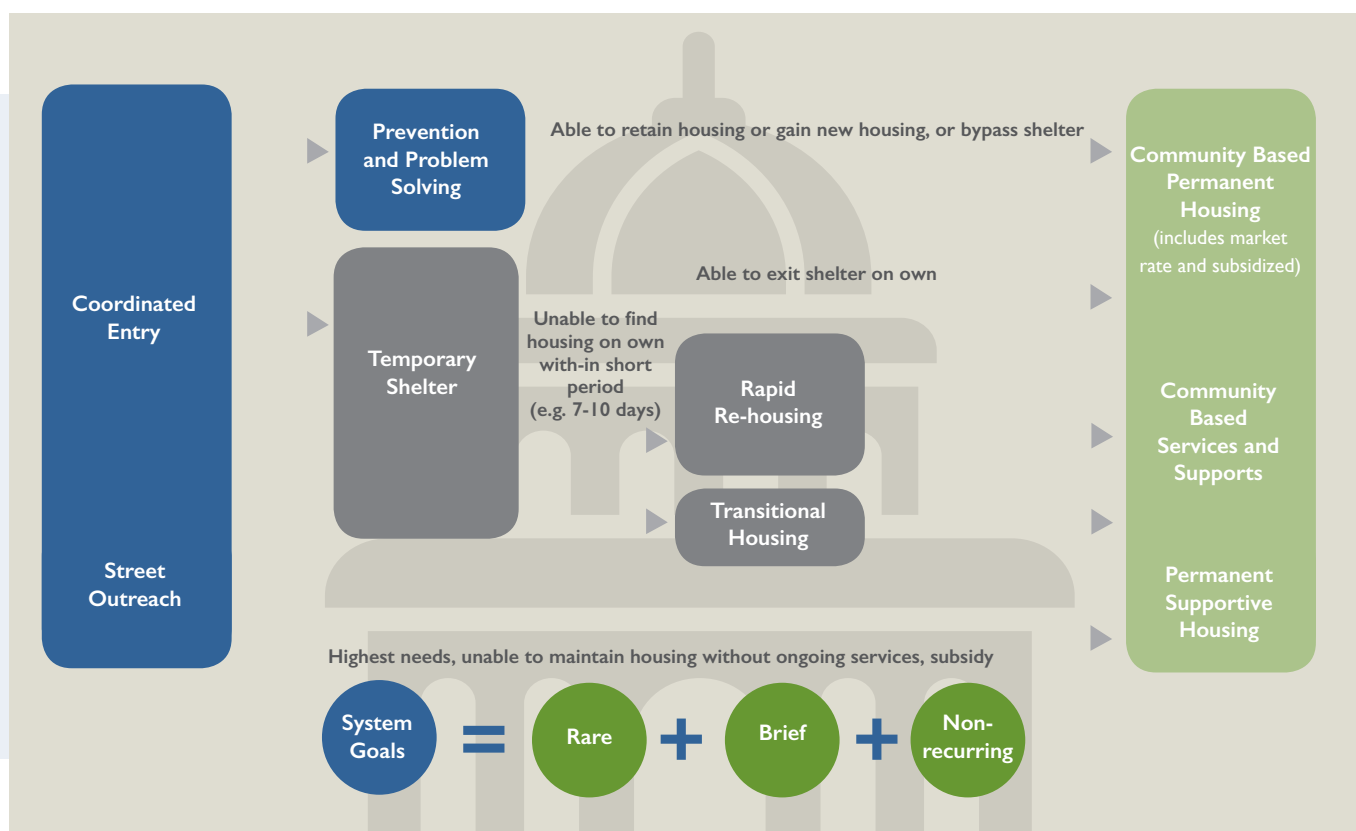 Coordinated
Entry
Street
Outreach
Prevention
and Problem
Solving
Able to retain housing or gain new housing, or bypass shelter
Temporary
Shelter
Able to exit shelter on own
Unable to find
housing on own
with-in short
period
(e.g. 7-10 days)
Rapid
Re-housing
Transitional
Housing
Community Based
Permanent
Housing
(includes market
rate and subsidized)
Community
Based
Services and
Supports
Permanent
Supportive
Housing
Highest needs, unable to maintain housing without ongoing services, subsidy
System
Goals
=
Rare
+
Brief
+
Non-
recurring